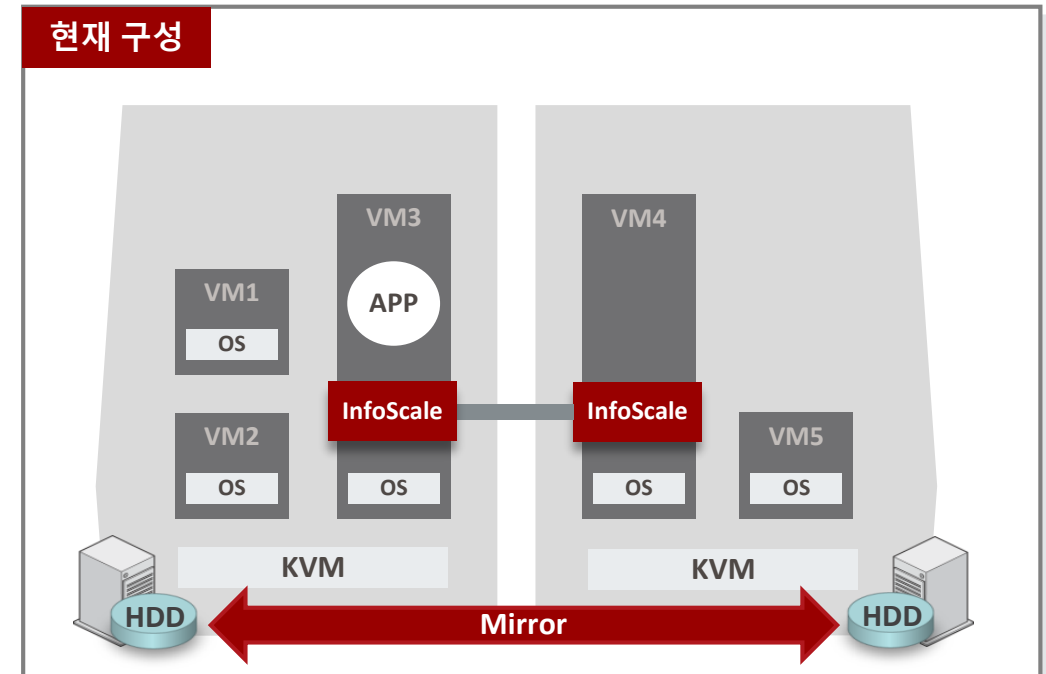 현재 구성
VM3
APP
InfoScale
OS
VM1
OS
VM2
OS
KVM
HDD
VM4
InfoScale
OS
VM5
OS
KVM
HDD
Mirror